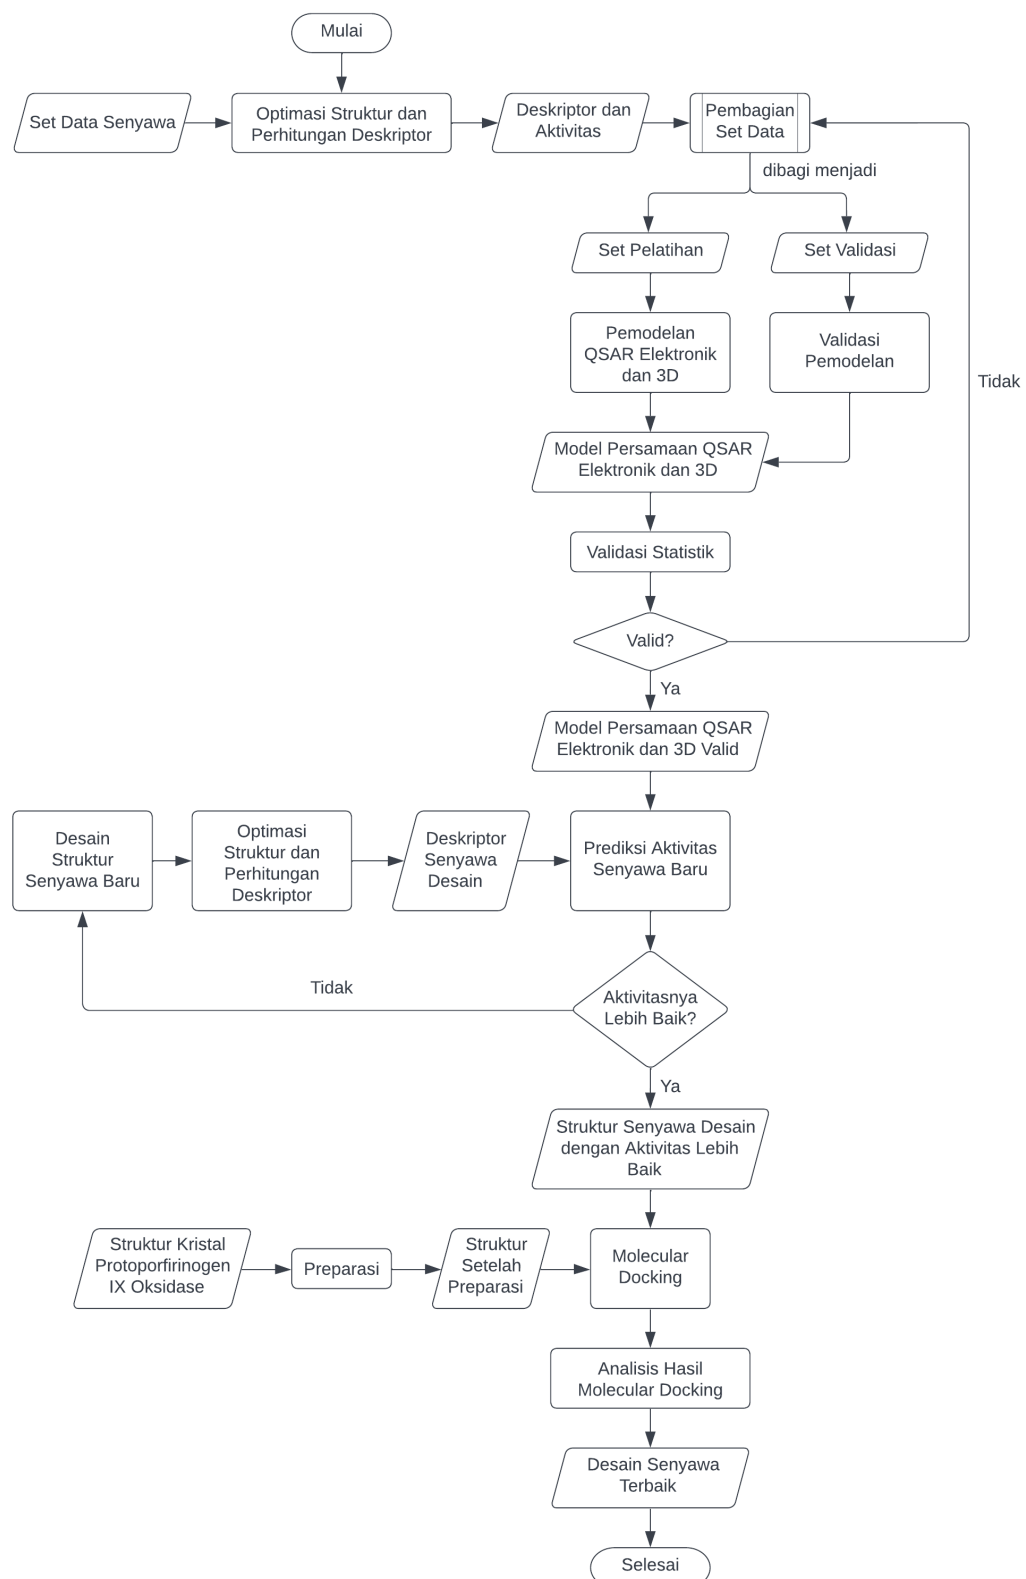 Mulai
Set Data Senyawa
Optimasi Struktur dan
Perhitungan Deskriptor
Deskriptor dan
Aktivitas
Pembagian
Set Data
dibagi menjadi
Set Pelatihan
Set Validasi
Pemodelan
QSAR Elektronik
dan 3D
Validasi
Pemodelan
Tidak
Model Persamaan QSAR
Elektronik dan 3D
Validasi Statistik
Valid?
Ya
Model Persamaan QSAR
Elektronik dan 3D Valid
Desain
Struktur
Senyawa Baru
Optimasi
Struktur dan
Perhitungan
Deskriptor
Deskriptor
Senyawa
Desain
Prediksi Aktivitas
Senyawa Baru
Tidak
Aktivitasnya
Lebih Baik?
Ya
Struktur Senyawa Desain
dengan Aktivitas Lebih
Baik
Struktur Kristal
Protoporfirinogen
IX Oksidase
Preparasi
Struktur
Setelah
Preparasi
Molecular
Docking
Analisis Hasil
Molecular Docking
Desain Senyawa
Terbaik
Selesai